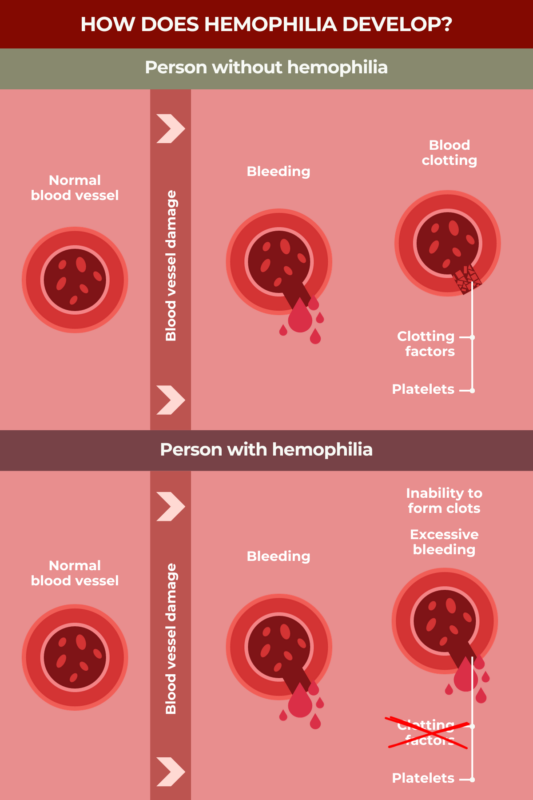 HOW DOES HEMOPHILIA DEVELOP?
Person without hemophilia
Normal
blood vessel
Blood vessel damage
Bleeding
Blood
clotting
Clotting
factors
Platelets
Person with hemophilia
Normal
blood vessel
Blood vessel damage
Bleeding
Inability to
form clots
Excessive
bleeding
Clotting
factors
Platelets